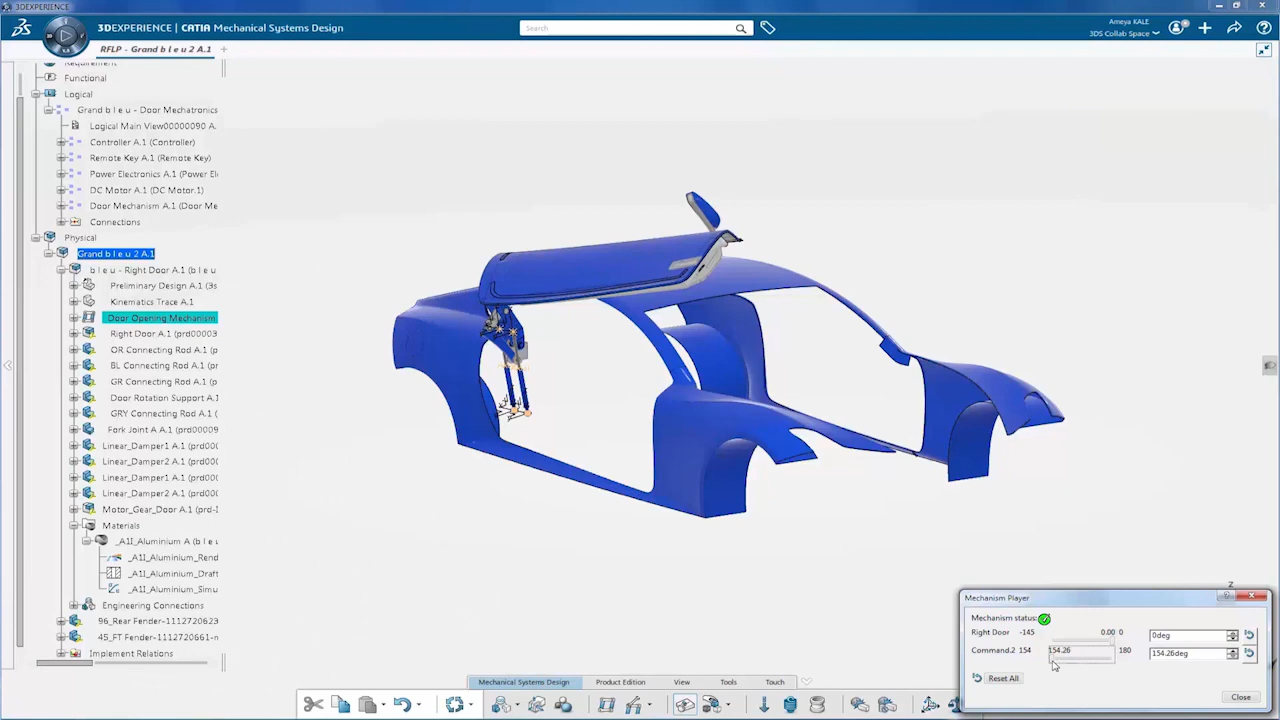 3DEXPERIENCE
3DEXPERIENCE | CATIA Mechanical Systems Design
Search
Ameya KALE
3DS Collab Space
RFLP - Grand b l e u 2 A.1
Requirement
Functional
Logical
Grand b l e u - Door Mechatronics
Logical Main View00000090 A.
Controller A.1 (Controller)
Remote Key A.1 (Remote Key)
Power Electronics A.1 (Power Ele
DC Motor A.1 (DC Motor.1)
Door Mechanism A.1 (Door Me
Connections
Physical
Grand b l e u 2 A.1
b l e u - Right Door A.1 (b l e u
Preliminary Design A.1 (3s
Kinematics Trace A.1
Door Opening Mechanism
Right Door A.1 (prd000003
OR Connecting Rod A.1 (p
BL Connecting Rod A.1 (p
GR Connecting Rod A.1 (p
Door Rotation Support A.1
GRY Connecting Rod A.1 (
Fork Joint A A.1 (prd00009
Linear_Damper1 A.1 (prd00
Linear_Damper2 A.1 (prd00
Linear_Damper1 A.1 (prd00
Linear_Damper2 A.1 (prd00
Motor_Gear_Door A.1 (prd-1
Materials
_A1I_Aluminium A (b l e u
_A1I_Aluminium_Rend
_A1I_Aluminium_Draft
_A1I_Aluminium_Simu
Engineering Connections
96_Rear Fender-1112720623
45_FT Fender-1112720661-n
Implement Relations
Z
Mechanism Player
Mechanism status:
Right Door -145 0.00 0 0deg
Command.2 154 154.26 180 154.26deg
Reset All
Close
Mechanical Systems Design Product Edition View Tools Touch